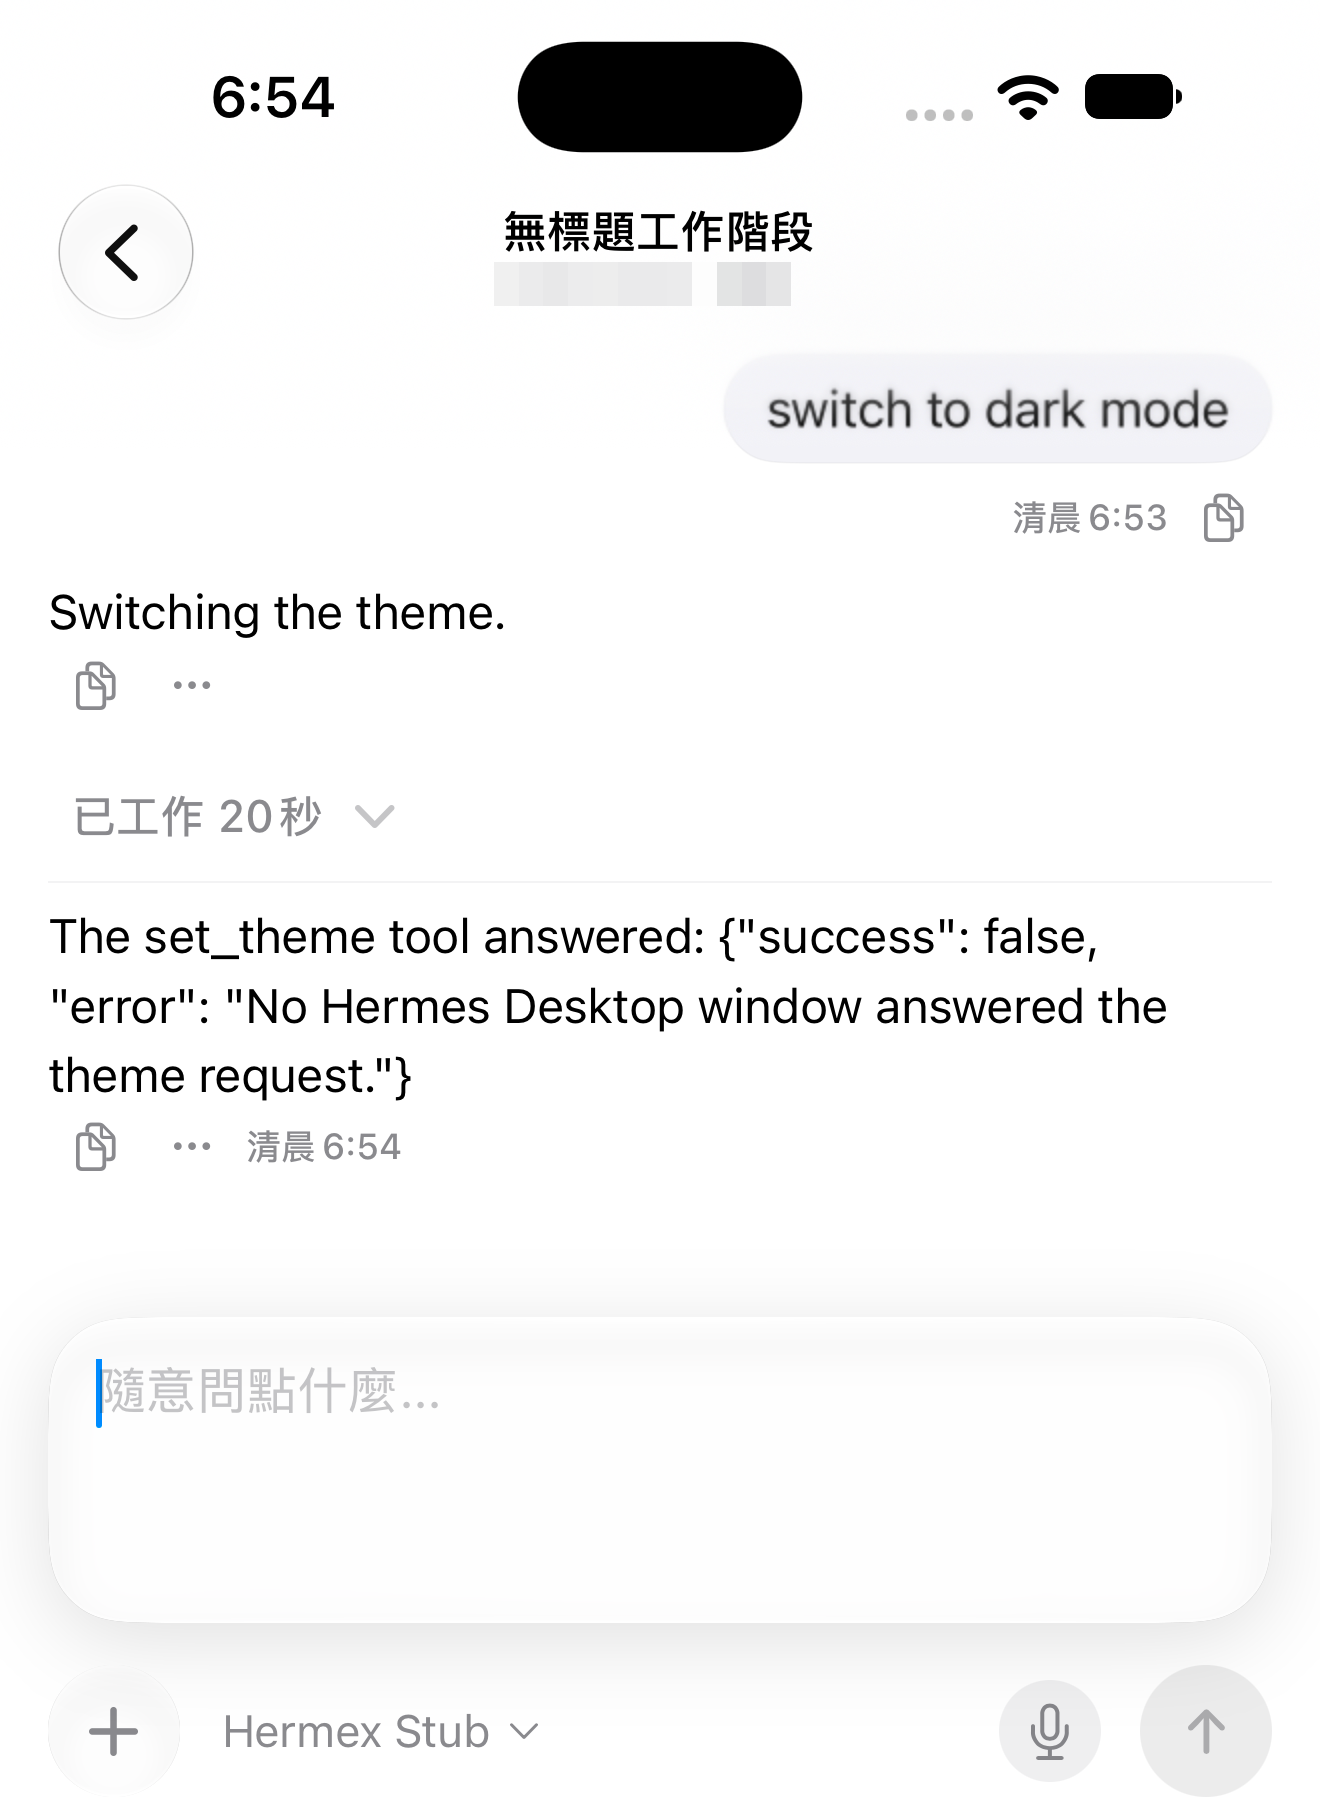 6:54
無標題工作階段
switch to dark mode
清晨6:53
Switching the theme.
已工作 20秒
The set_theme tool answered: {"success": false,
"error": "No Hermes Desktop window answered the
theme request."}
清晨6:54
隨意問點什麼...
Hermex Stub